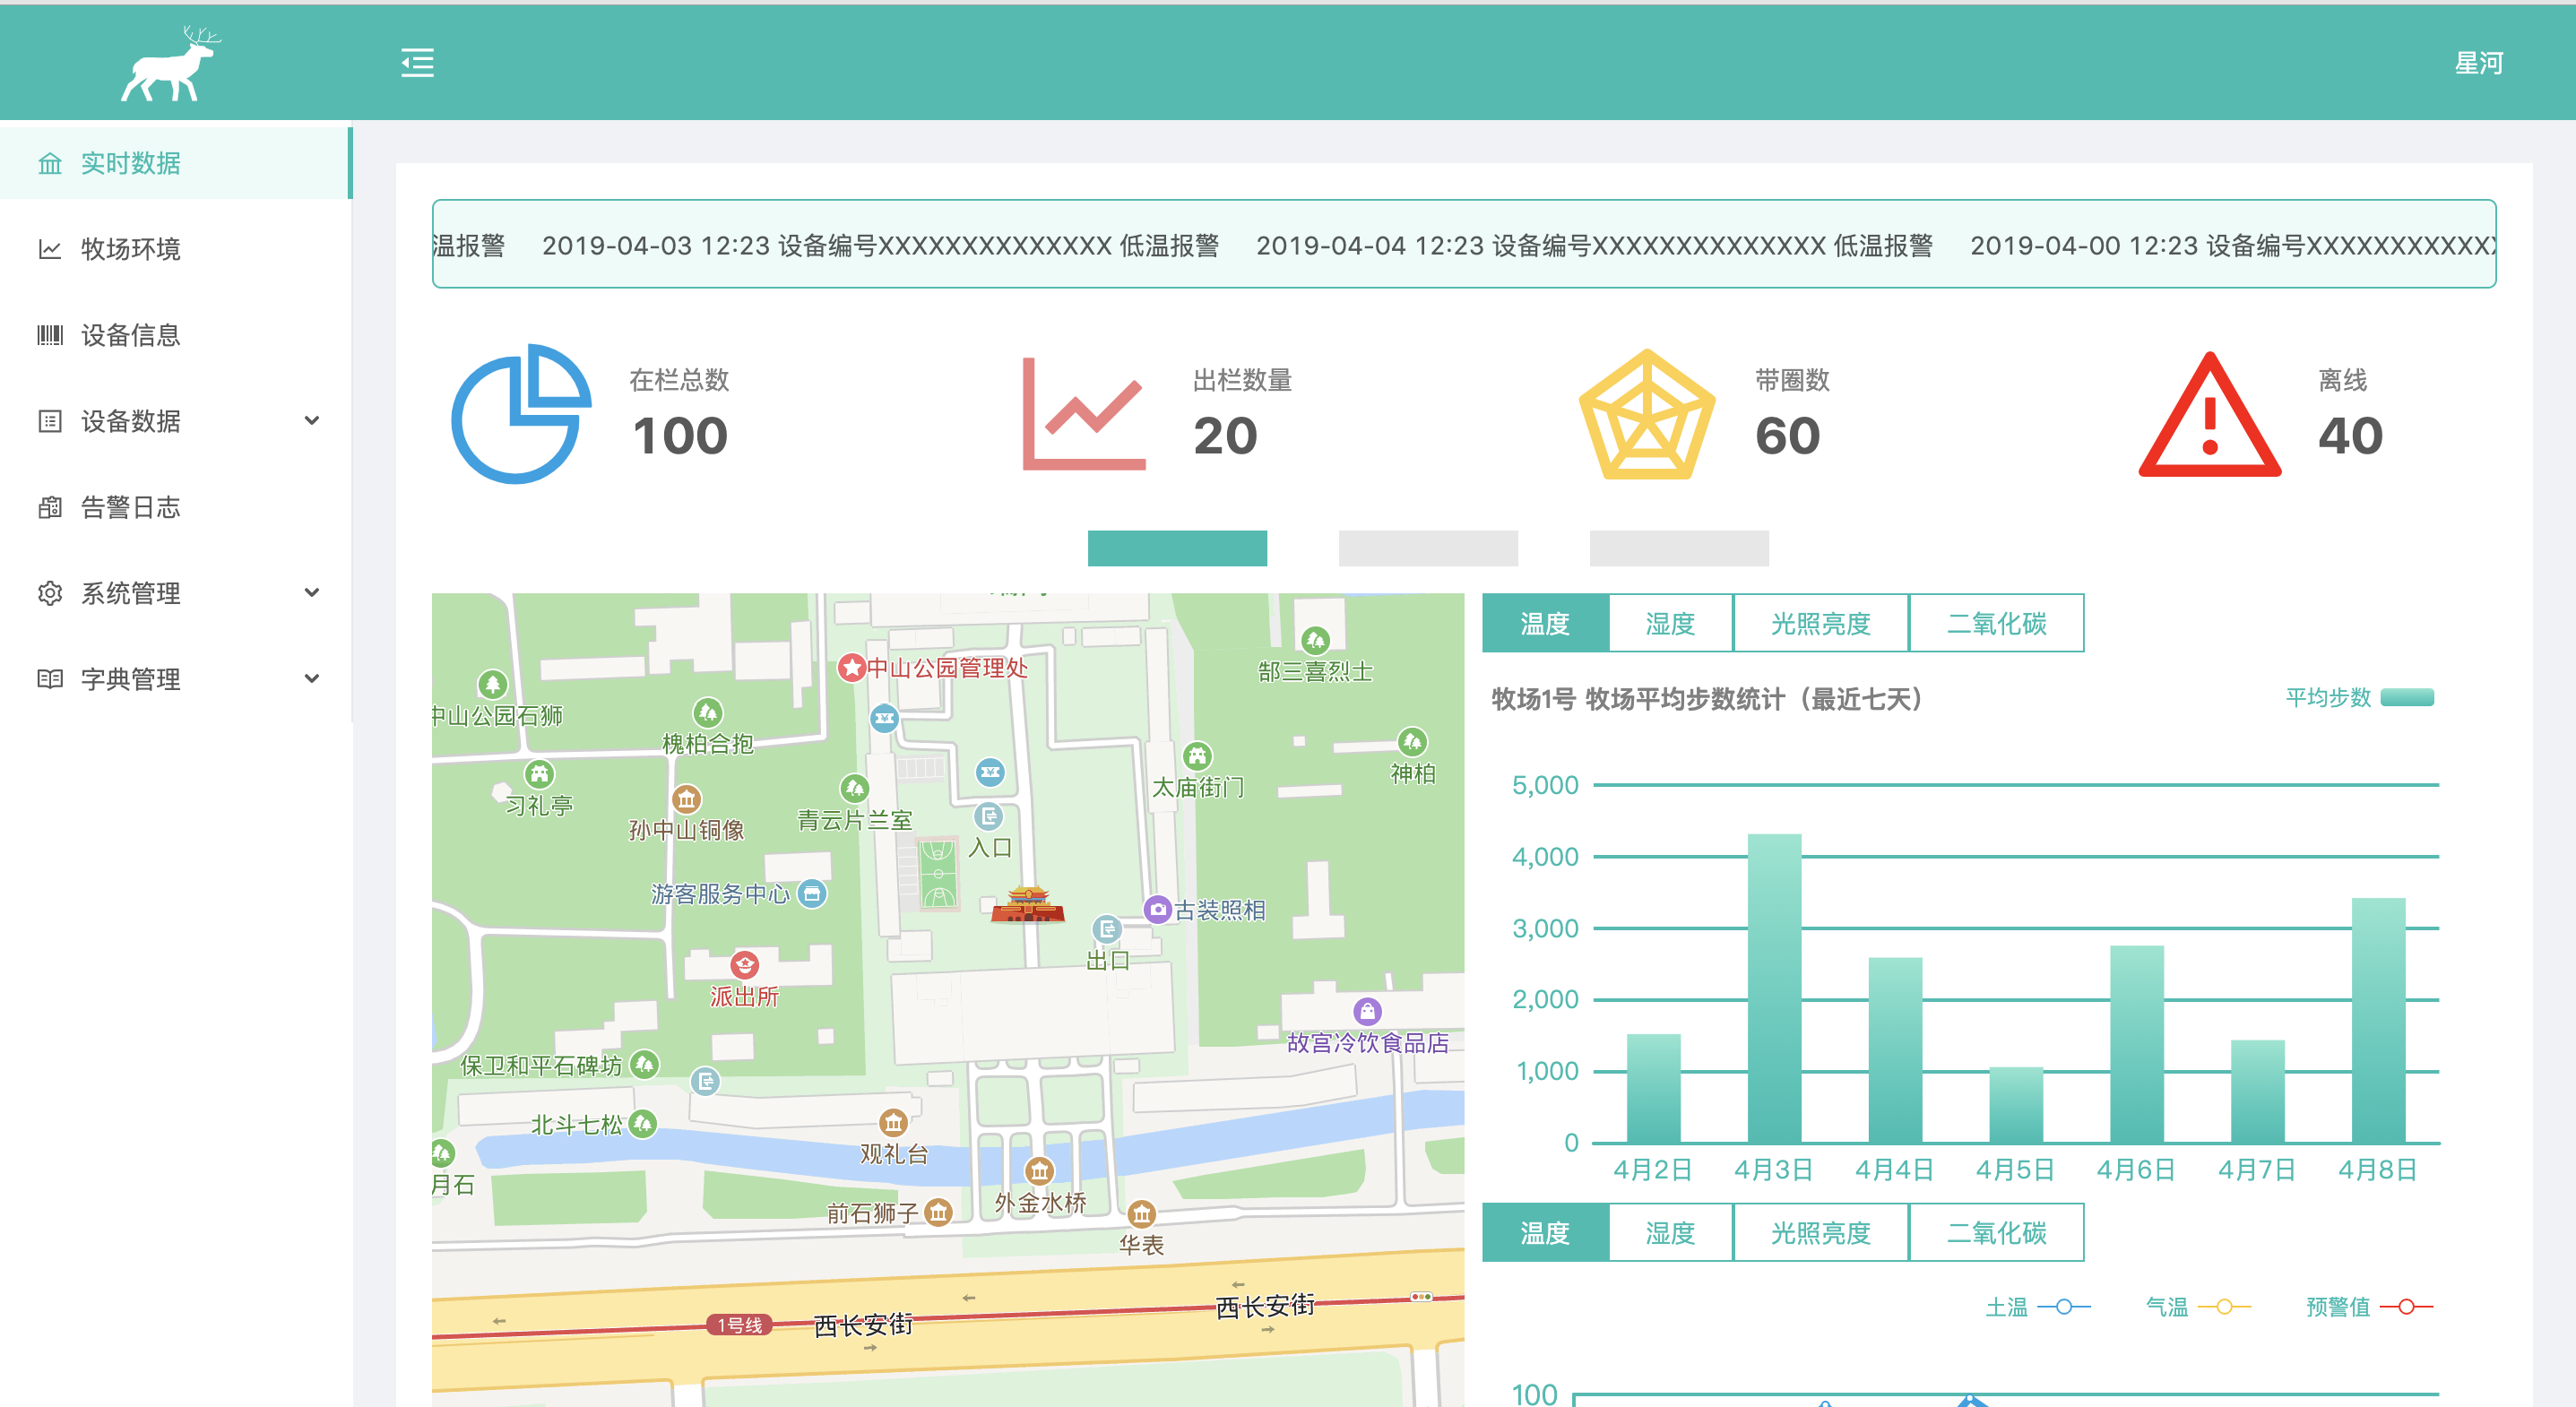 星河
实时数据
牧场环境
设备信息
设备数据
告警日志
系统管理
字典管理
温报警 2019-04-03 12:23 设备编号XXXXXXXXXXXXXX 低温报警 2019-04-04 12:23 设备编号XXXXXXXXXXXXXX 低温报警 2019-04-00 12:23 设备编号XXXXXXXXXXXX
在栏总数
100
出栏数量
20
带圈数
60
离线
40
中山公园管理处
郜三喜烈士
中山公园石狮
槐柏合抱
神柏
太庙街门
习礼亭
孙中山铜像
青云片兰室
入口
游客服务中心
古装照相
出口
派出所
故宫冷饮食品店
保卫和平石碑坊
北斗七松
观礼台
月石
外金水桥
前石狮子
华表
西长安街
1号线
西长安街
温度 湿度 光照亮度 二氧化碳
牧场1号 牧场平均步数统计（最近七天）
平均步数
5,000
4,000
3,000
2,000
1,000
0
4月2日 4月3日 4月4日 4月5日 4月6日 4月7日 4月8日
温度 湿度 光照亮度 二氧化碳
土温 气温 预警值
100